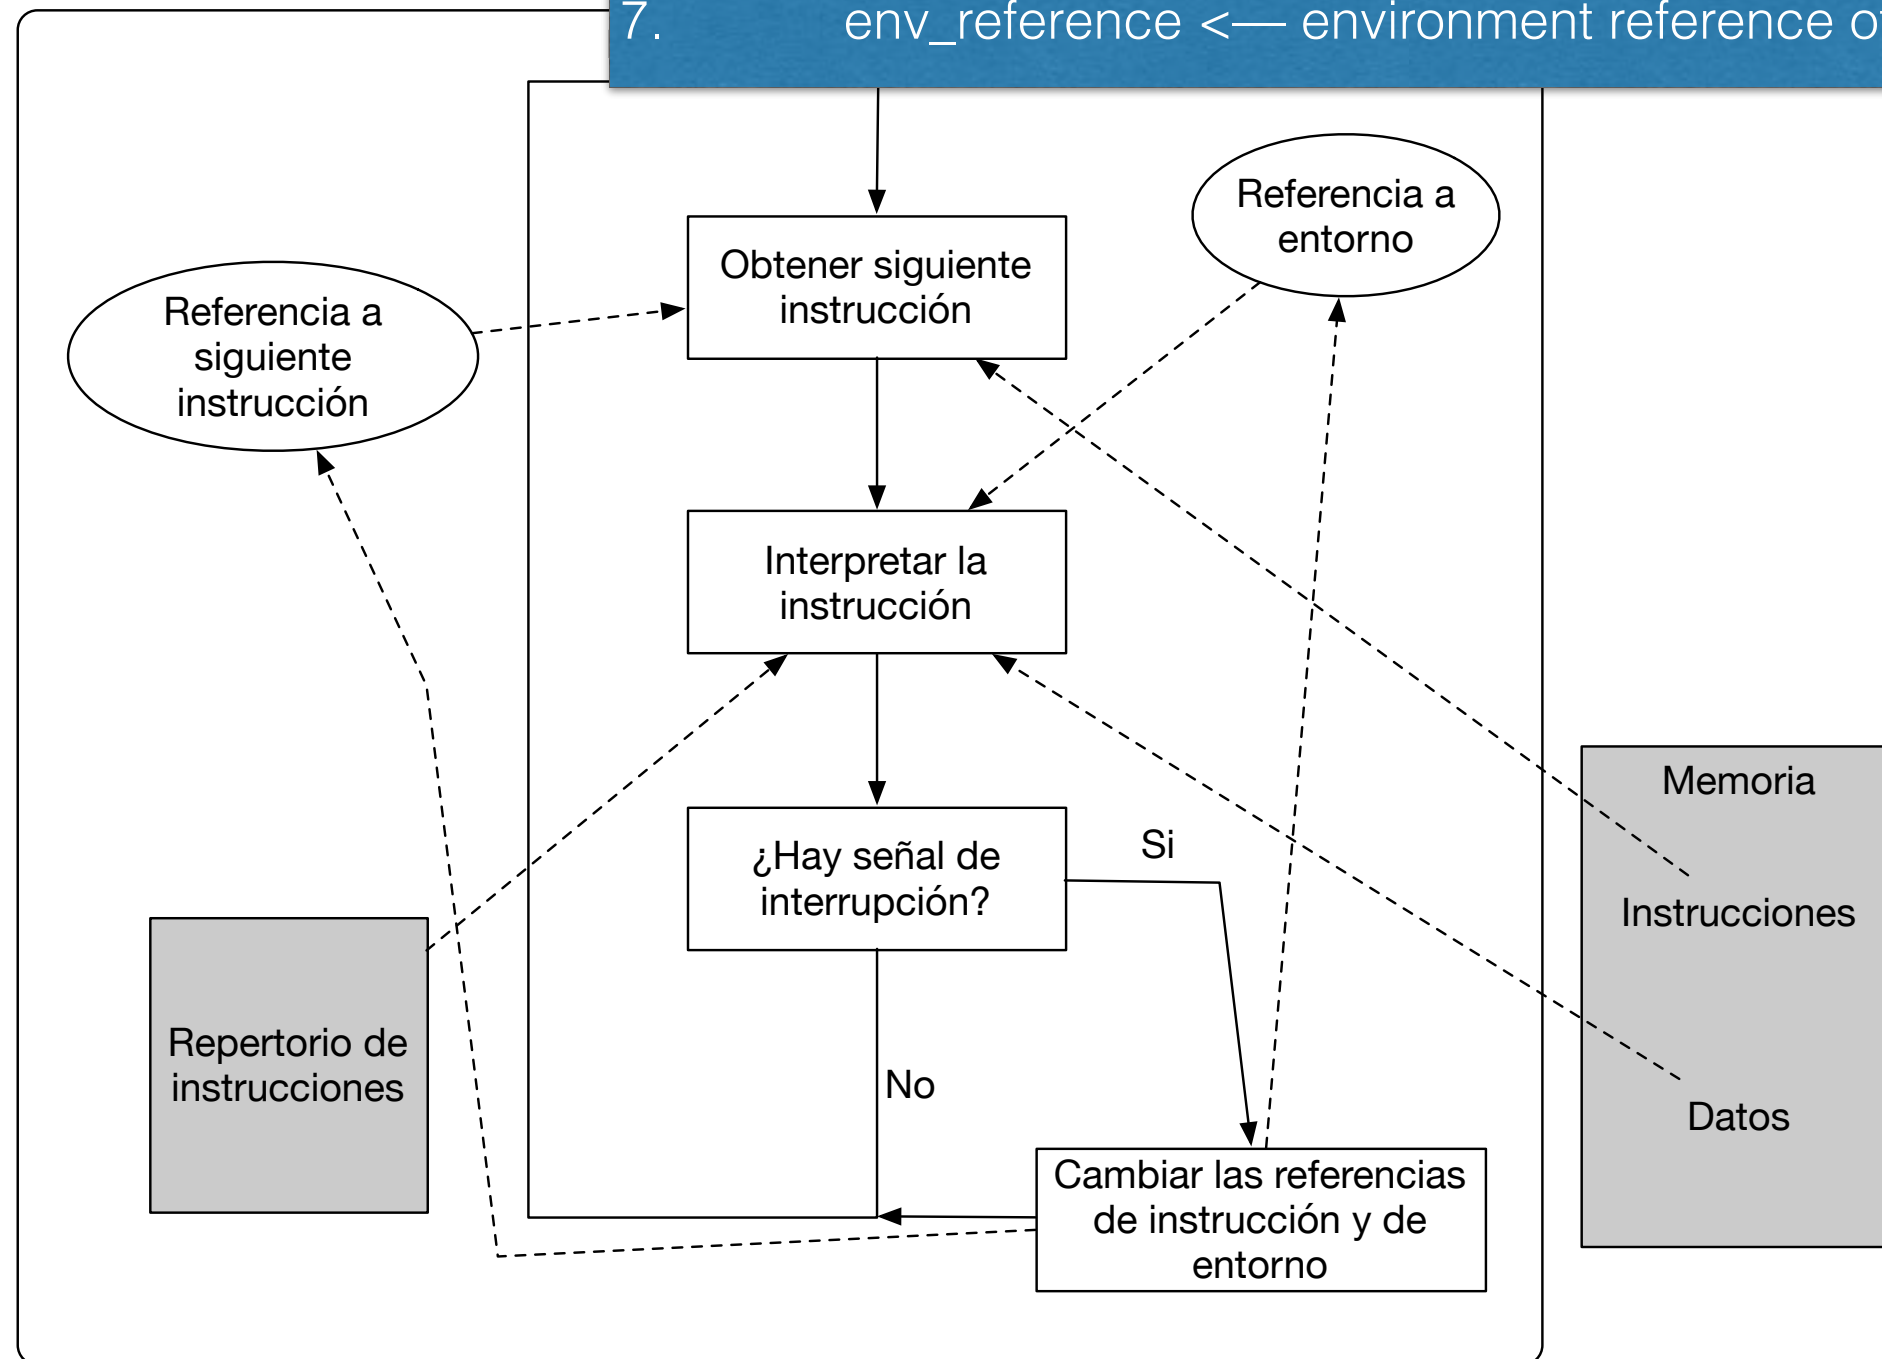 7. env_reference <— environment reference
Referencia a
entorno
Obtener siguiente
instrucción
Referencia a
siguiente
instrucción
Interpretar la
instrucción
Memoria
¿Hay señal de
interrupción?
Si
Instrucciones
Repertorio de
instrucciones
No
Datos
Cambiar las referencias
de instrucción y de
entorno